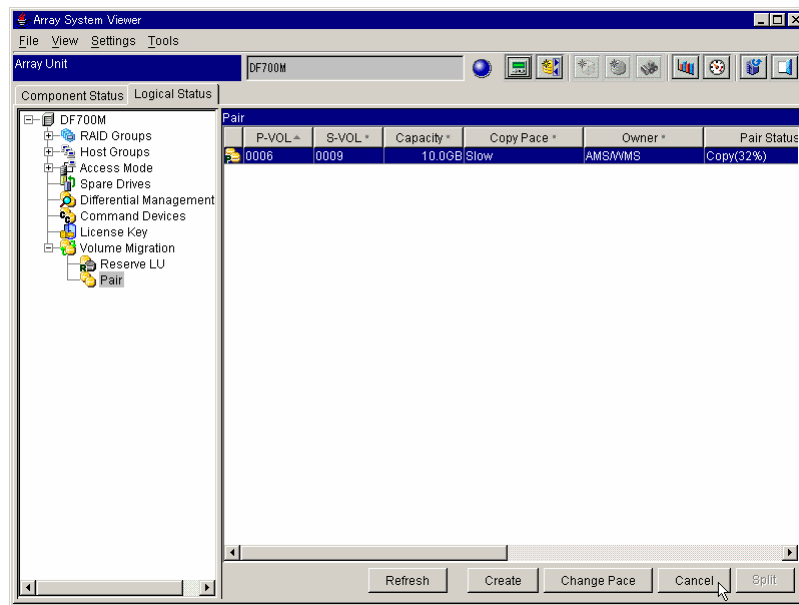 Array System Viewer
File View Settings Tools
Array Unit
DF700M
Component Status Logical Status
DF700M
RAID Groups
Host Groups
Access Mode
Spare Drives
Differential Management
Command Devices
License Key
Volume Migration
Reserve LU
Pair
Pair
P-VOL S-VOL Capacity Copy Pace Owner Pair Status
0006 0009 10.0GB Slow AMS/WMS Copy(32%)
Refresh Create Change Pace Cancel Split